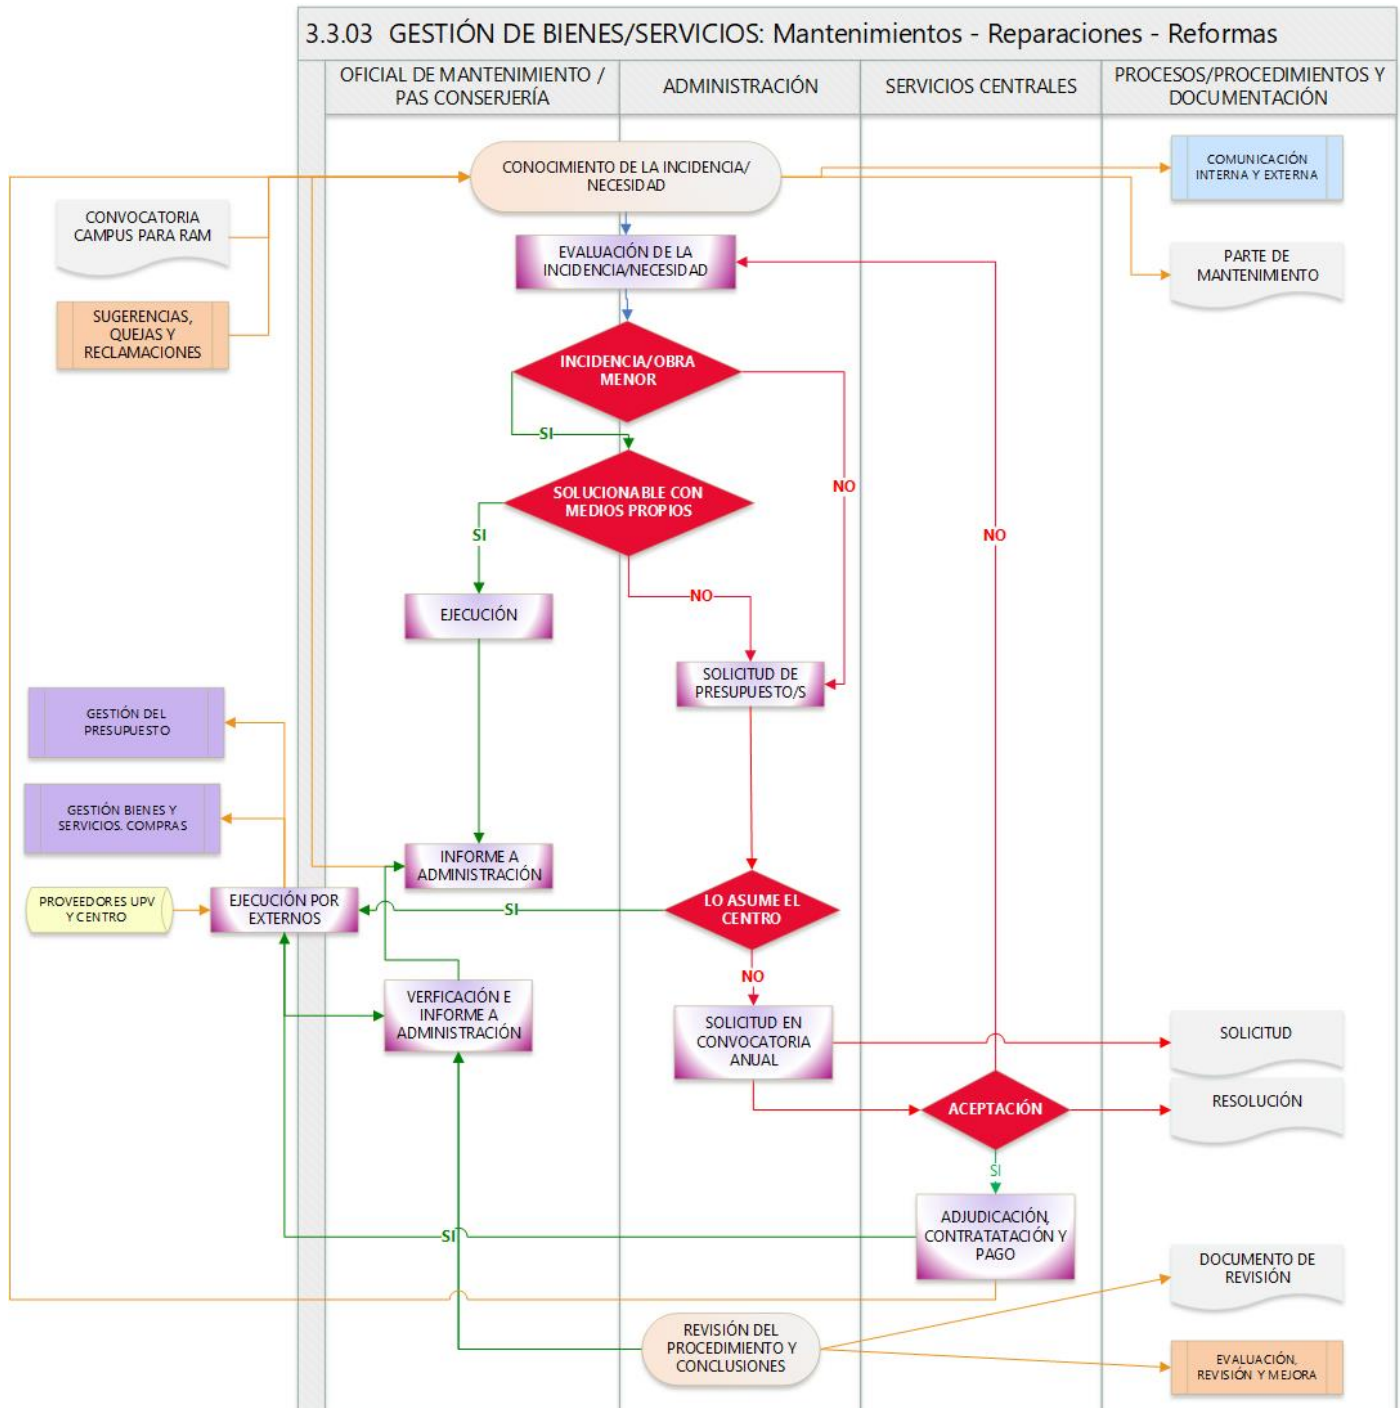 3.3.03 GESTIÓN DE BIENES/SERVICIOS: Mantenimientos - Reparaciones - Reformas
OFICIAL DE MANTENIMIENTO /
PAS CONSERJERÍA
ADMINISTRACIÓN
SERVICIOS CENTRALES
PROCESOS/PROCEDIMIENTOS Y
DOCUMENTACIÓN
CONOCIMIENTO DE LA INCIDENCIA/
NECESIDAD
COMUNICACIÓN
INTERNA Y EXTERNA
CONVOCATORIA
CAMPUS PARA RAM
EVALUACIÓN DE LA
INCIDENCIA/NECESIDAD
PARTE DE
MANTENIMIENTO
SUGERENCIAS,
QUEJAS Y
RECLAMACIONES
INCIDENCIA/OBRA
MENOR
SI
SOLUCIONABLE CON
MEDIOS PROPIOS
NO
SI
NO
NO
EJECUCIÓN
SOLICITUD DE
PRESUPUESTO/S
GESTIÓN DEL
PRESUPUESTO
GESTIÓN BIENES Y
SERVICIOS. COMPRAS
INFORME A
ADMINISTRACIÓN
PROVEEDORES UPV
Y CENTRO
EJECUCIÓN POR
EXTERNOS
SI
LO ASUME EL
CENTRO
NO
VERFICACIÓN E
INFORME A
ADMINISTRACIÓN
SOLICITUD EN
CONVOCATORIA
ANUAL
SOLICITUD
ACEPTACIÓN
RESOLUCIÓN
SI
ADJUDICACIÓN,
CONTRATATACIÓN Y
PAGO
SI
DOCUMENTO DE
REVISIÓN
REVISIÓN DEL
PROCEDIMIENTO Y
CONCLUSIONES
EVALUACIÓN,
REVISIÓN Y MEJORA